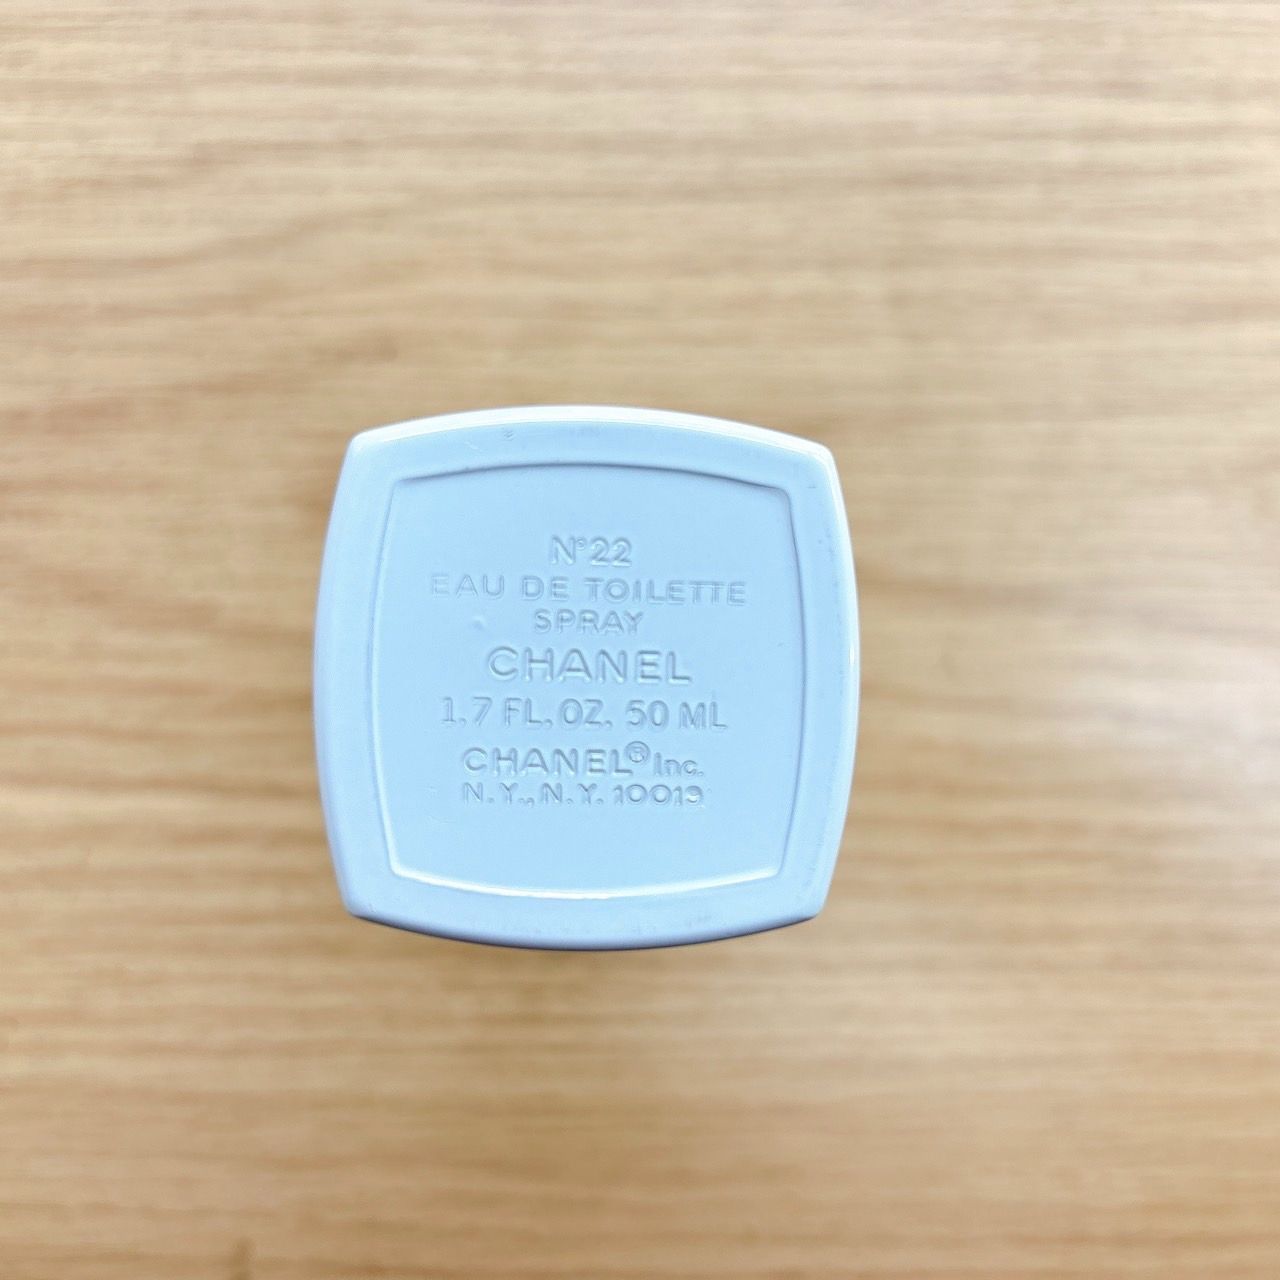 N°22
EAU DE TOILETTE
SPRAY
CHANEL
1.7 FL. OZ. 50 ML
CHANEL® Inc.
N.Y., N.Y. 10019